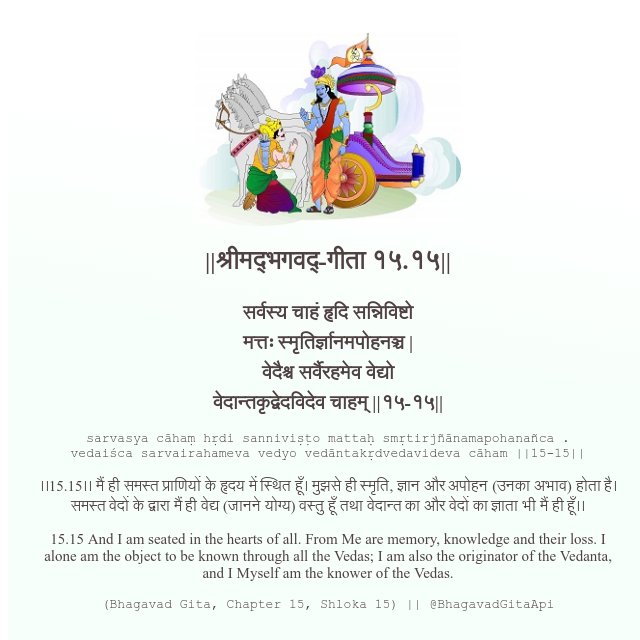 ||श्रीमद्‍भगवद्‍-गीता १५.१५||
सर्वस्य चाहं हृदि सन्निविष्टो
मत्तः स्मृतिर्ज्ञानमपोहनञ्च |
वेदैश्च सर्वैरहमेव वेद्यो
वेदान्तकृद्वेदविदेव चाहम् ||१५-१५||
sarvasya cāhaṃ hṛdi sanniviṣṭo mattaḥ smṛtirjñānamapohanañca .
vedaiśca sarvairahameva vedyo vedāntakṛdvedavideva cāham ||15-15||
।।15.15।। मैं ही समस्त प्राणियों के हृदय में स्थित हूँ। मुझसे ही स्मृति, ज्ञान और अपोहन (उनका अभाव) होता है।
समस्त वेदों के द्वारा मैं ही वेद्य (जानने योग्य) वस्तु हूँ तथा वेदान्त का और वेदों का ज्ञाता भी मैं ही हूँ।।
15.15 And I am seated in the hearts of all. From Me are memory, knowledge and their loss. I
alone am the object to be known through all the Vedas; I am also the originator of the Vedanta,
and I Myself am the knower of the Vedas.
(Bhagavad Gita, Chapter 15, Shloka 15) || @BhagavadGitaApi